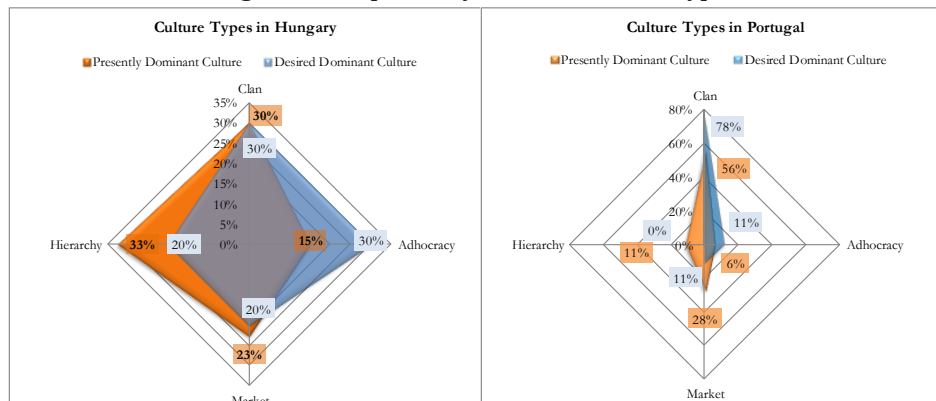 Culture Types in Hungary
Presently Dominant Culture Desired Dominant Culture
Clan
35%
30%
30%
25%
30%
20%
15%
10%
5%
Hierarchy 33% 20% 0% 15% 30% Adhocracy
20%
23%
Market
Culture Types in Portugal
Presently Dominant Culture Desired Dominant Culture
Clan
80%
78%
60%
56%
40%
20%
0% 11%
Hierarchy 0% Adhocracy
11% 6%
11%
28%
Market